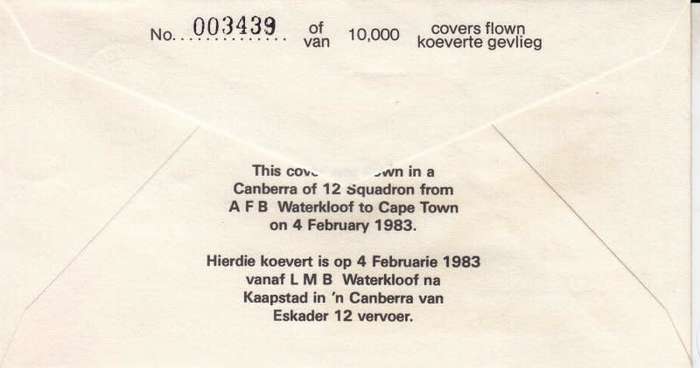 No. 003439 of 10,000 covers flown
van koeverte gevlieg
This in a
Canberra of 12 Squadron from
A F B Waterkloof to Cape Town
on 4 February 1983.
Hierdie koevert is op 4 Februarie 1983
vanaf L M B Waterkloof na
Kaapstad in 'n Canberra van
Eskader 12 vervoer.